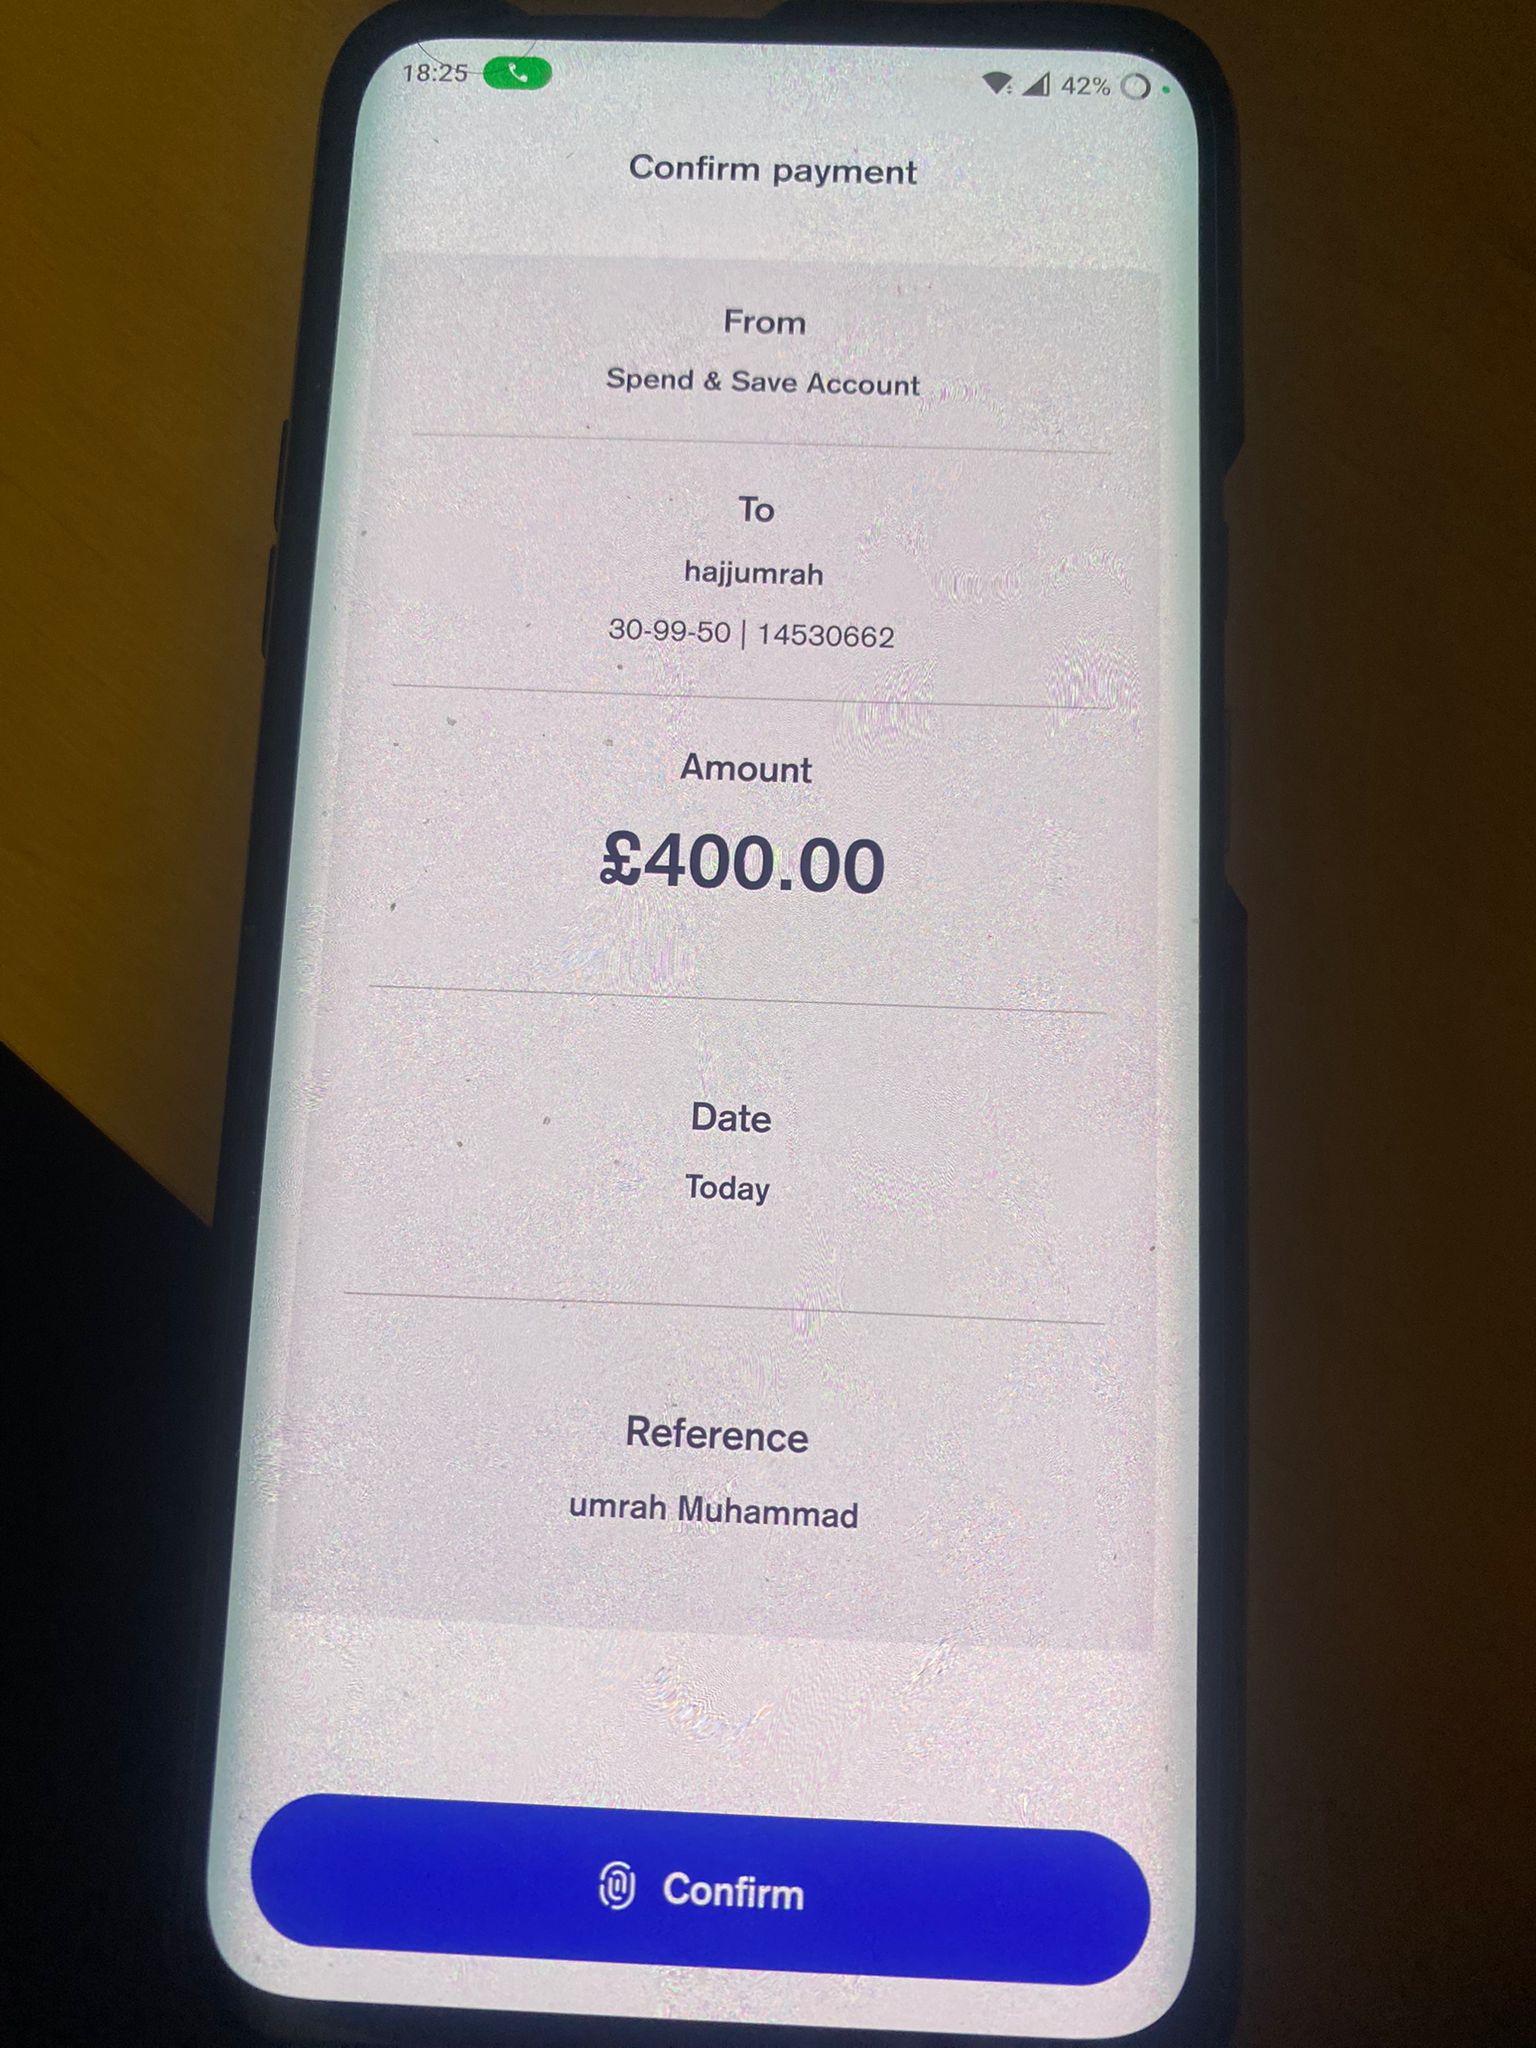 18:25
42%
Confirm payment
From
Spend & Save Account
To
hajjumrah
30-99-50 | 14530662
Amount
£400.00
Date
Today
Reference
umrah Muhammad
Confirm